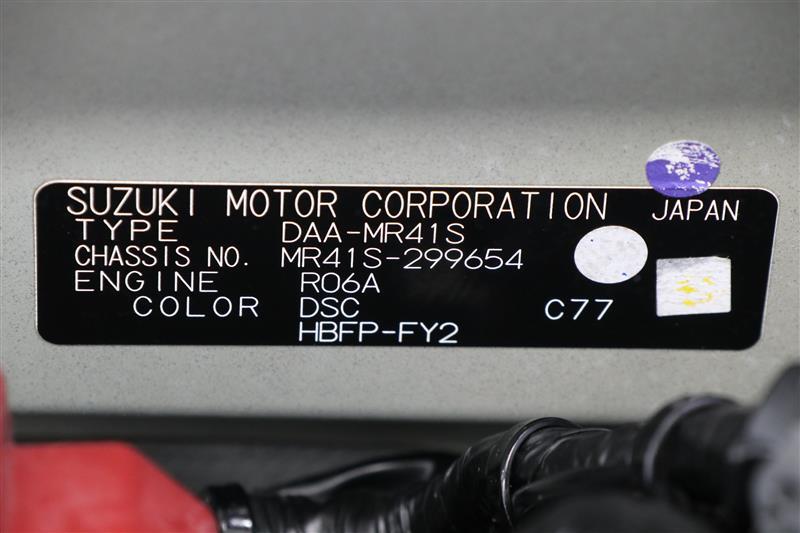 SUZUKI MOTOR CORPORATION JAPAN
TYPE DAA-MR41S
CHASSIS NO. MR41S-299654
ENGINE R06A
COLOR DSC C77
HBFP-FY2